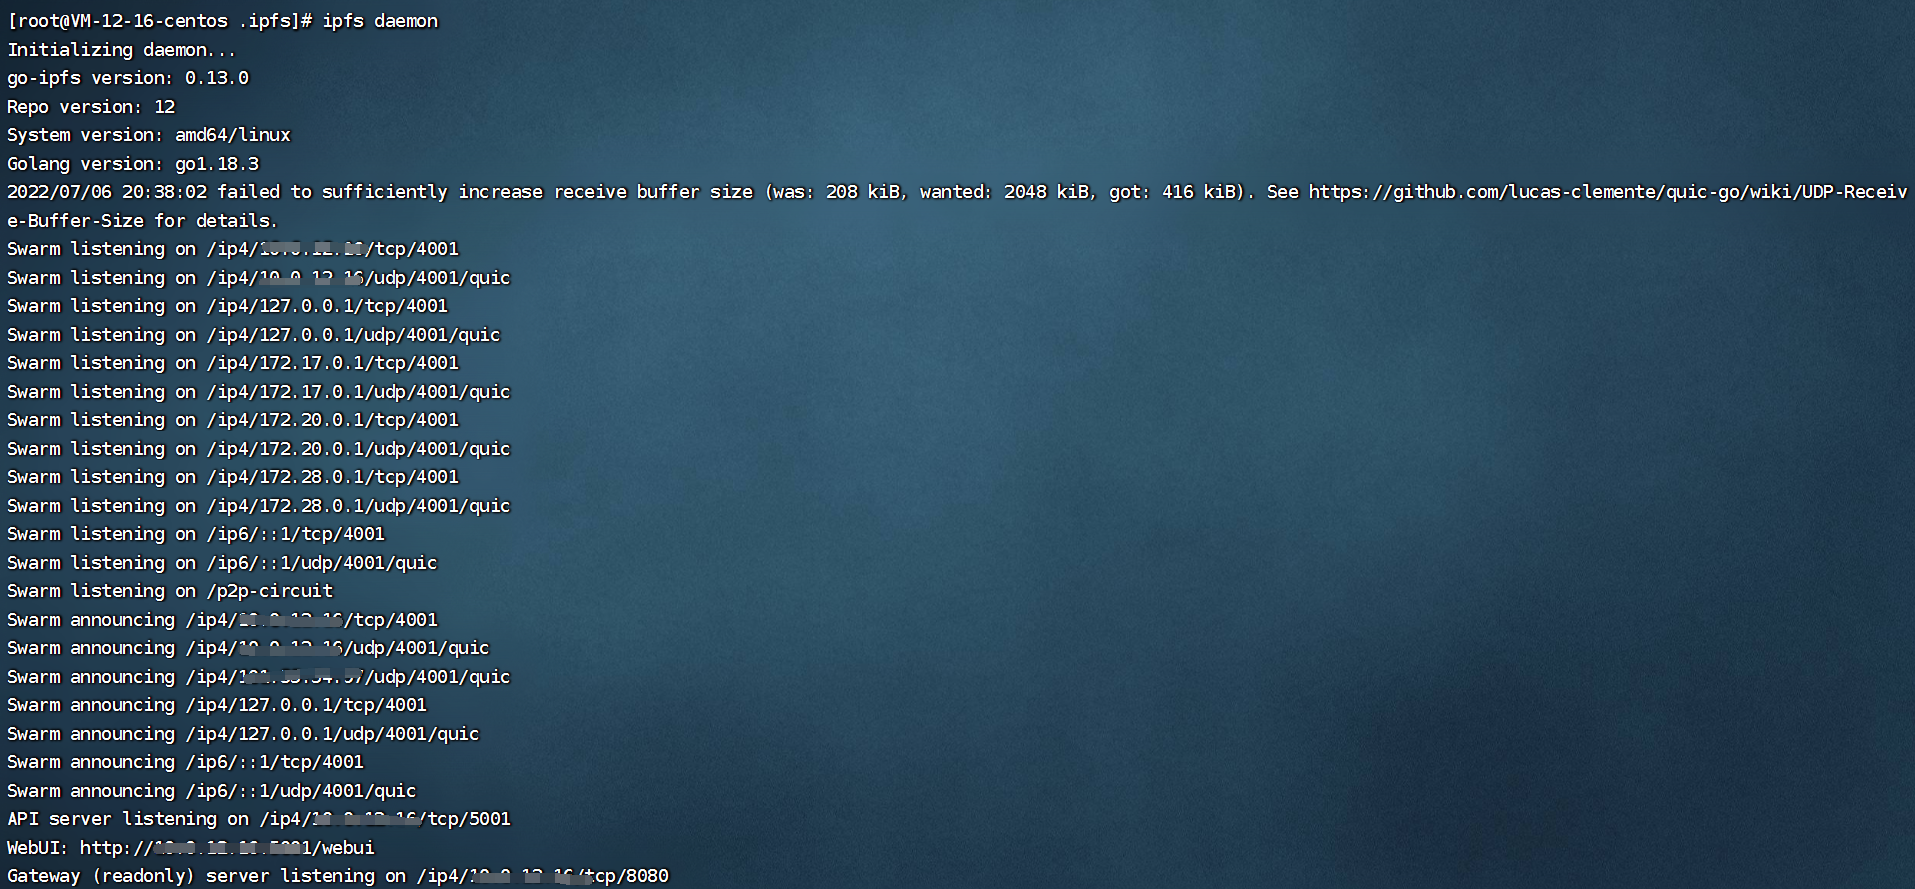 [root@VM-12-16-centos .ipfs]# ipfs daemon
Initializing daemon...
go-ipfs version: 0.13.0
Repo version: 12
System version: amd64/linux
Golang version: go1.18.3
2022/07/06 20:38:02 failed to sufficiently increase receive buffer size (was: 208 kiB, wanted: 2048 kiB, got: 416 kiB). See https://github.com/lucas-clemente/quic-go/wiki/UDP-Receiv
e-Buffer-Size for details.
Swarm listening on /ip4/ /tcp/4001
Swarm listening on /ip4/ /udp/4001/quic
Swarm listening on /ip4/127.0.0.1/tcp/4001
Swarm listening on /ip4/127.0.0.1/udp/4001/quic
Swarm listening on /ip4/172.17.0.1/tcp/4001
Swarm listening on /ip4/172.17.0.1/udp/4001/quic
Swarm listening on /ip4/172.20.0.1/tcp/4001
Swarm listening on /ip4/172.20.0.1/udp/4001/quic
Swarm listening on /ip4/172.28.0.1/tcp/4001
Swarm listening on /ip4/172.28.0.1/udp/4001/quic
Swarm listening on /ip6/::1/tcp/4001
Swarm listening on /ip6/::1/udp/4001/quic
Swarm listening on /p2p-circuit
Swarm announcing /ip4/ /tcp/4001
Swarm announcing /ip4/ /udp/4001/quic
Swarm announcing /ip4/ /udp/4001/quic
Swarm announcing /ip4/127.0.0.1/tcp/4001
Swarm announcing /ip4/127.0.0.1/udp/4001/quic
Swarm announcing /ip6/::1/tcp/4001
Swarm announcing /ip6/::1/udp/4001/quic
API server listening on /ip4/ /tcp/5001
WebUI: http:// /webui
Gateway (readonly) server listening on /ip4/ /tcp/8080